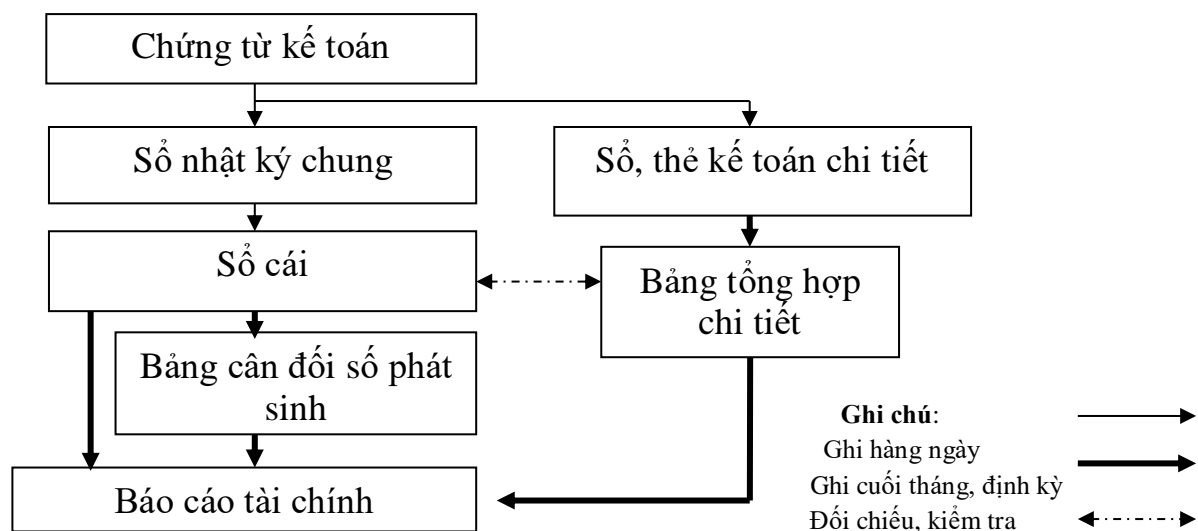 Chứng từ kế toán
Sổ nhật ký chung
Sổ, thẻ kế toán chi tiết
Sổ cái
Bảng tổng hợp
chi tiết
Bảng cân đối số phát
sinh
Báo cáo tài chính
Ghi chú:
Ghi hàng ngày
Ghi cuối tháng, định kỳ
Đối chiếu, kiểm tra